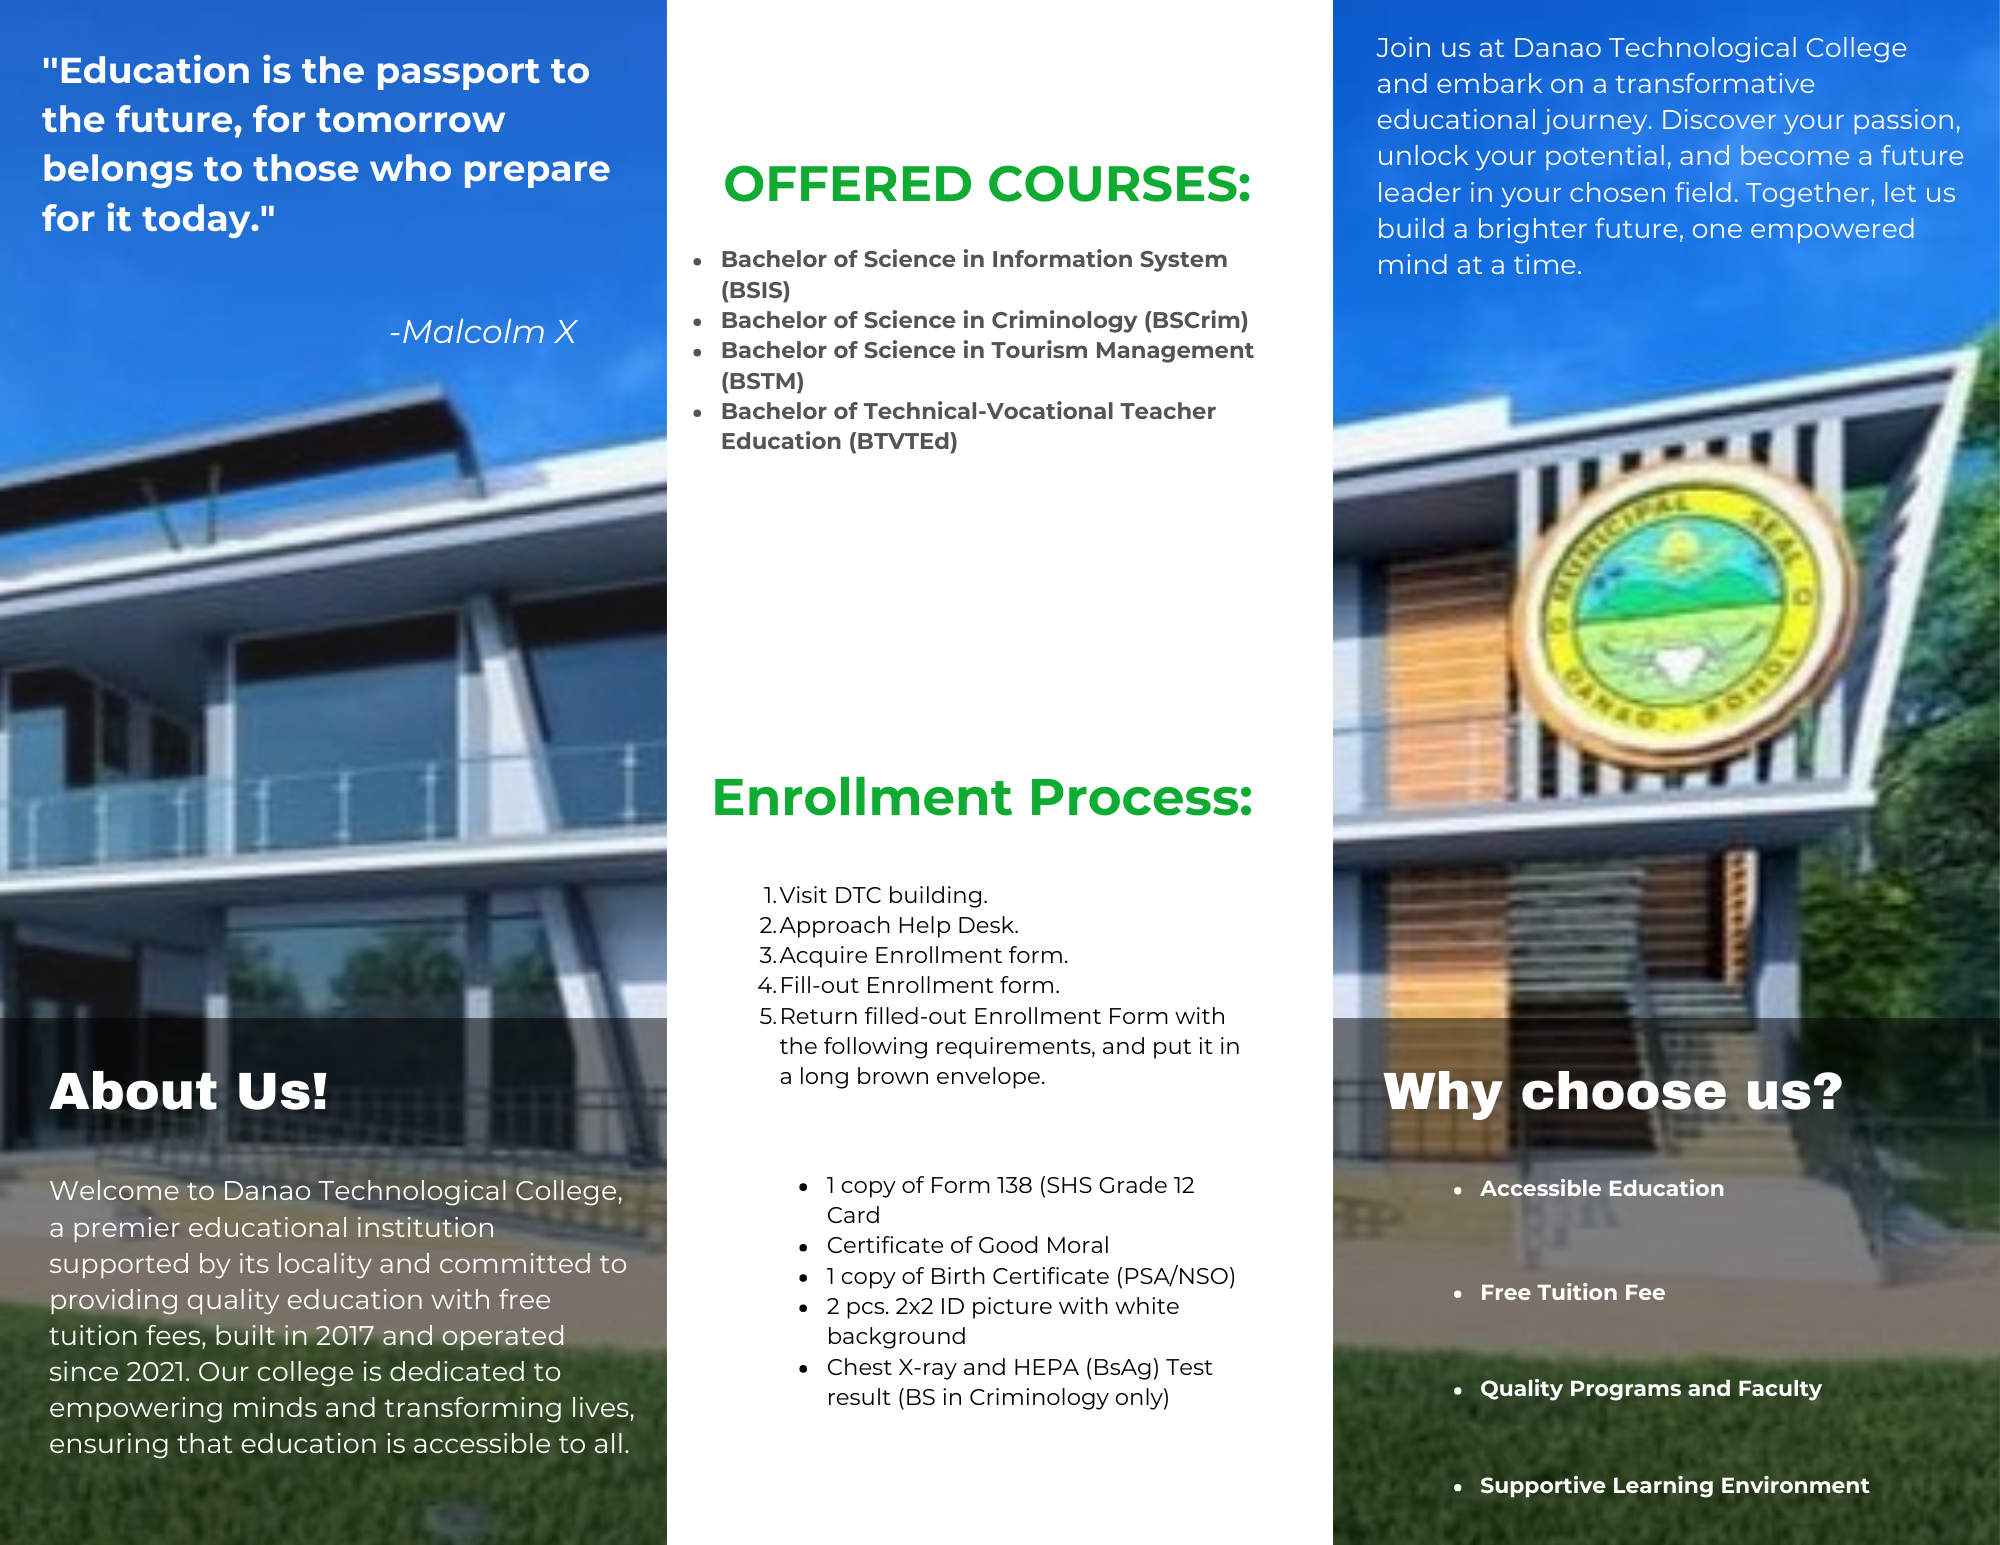 "Education is the passport to
the future, for tomorrow
belongs to those who prepare
for it today."
-Malcolm X
About Us!
Welcome to Danao Technological College,
a premier educational institution
supported by its locality and committed to
providing quality education with free
tuition fees, built in 2017 and operated
since 2021. Our college is dedicated to
empowering minds and transforming lives,
ensuring that education is accessible to all.
OFFERED COURSES:
• Bachelor of Science in Information System
(BSIS)
• Bachelor of Science in Criminology (BSCrim)
• Bachelor of Science in Tourism Management
(BSTM)
• Bachelor of Technical-Vocational Teacher
Education (BTVTEd)
Enrollment Process:
1. Visit DTC building.
2. Approach Help Desk.
3. Acquire Enrollment form.
4. Fill-out Enrollment form.
5. Return filled-out Enrollment Form with
the following requirements, and put it in
a long brown envelope.
• 1 copy of Form 138 (SHS Grade 12
Card
• Certificate of Good Moral
• 1 copy of Birth Certificate (PSA/NSO)
• 2 pcs. 2x2 ID picture with white
background
• Chest X-ray and HEPA (BsAg) Test
result (BS in Criminology only)
Join us at Danao Technological College
and embark on a transformative
educational journey. Discover your passion,
unlock your potential, and become a future
leader in your chosen field. Together, let us
build a brighter future, one empowered
mind at a time.
MUNICIPAL SEAL O
DANAO . BOHOL
Why choose us?
• Accessible Education
• Free Tuition Fee
• Quality Programs and Faculty
• Supportive Learning Environment